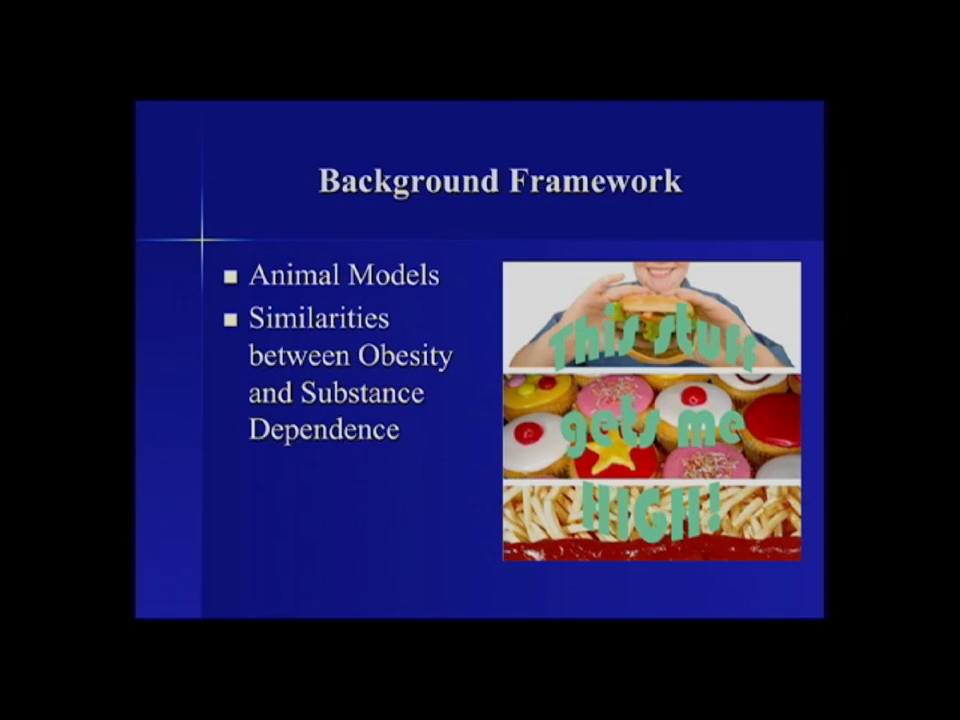 Background Framework
Animal Models
Similarities
between Obesity
and Substance
Dependence
This stuff
gets me
HIGH!